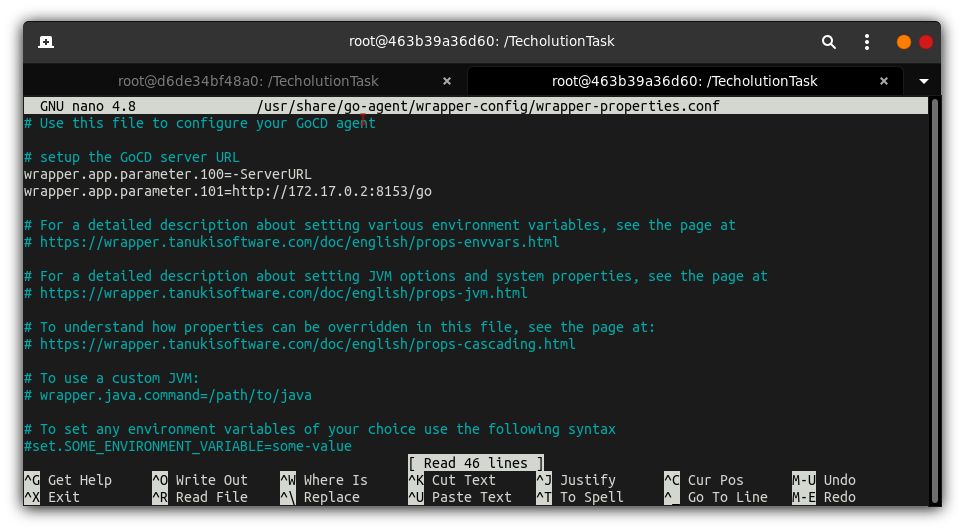 root@463b39a36d60: /TecholutionTask
root@d6de34bf48a0: /TecholutionTask × root@463b39a36d60: /TecholutionTask ×
GNU nano 4.8 /usr/share/go-agent/wrapper-config/wrapper-properties.conf
# Use this file to configure your GoCD agent
# setup the GoCD server URL
wrapper.app.parameter.100=-ServerURL
wrapper.app.parameter.101=http://172.17.0.2:8153/go
# For a detailed description about setting various environment variables, see the page at
# https://wrapper.tanukisoftware.com/doc/english/props-envvars.html
# For a detailed description about setting JVM options and system properties, see the page at
# https://wrapper.tanukisoftware.com/doc/english/props-jvm.html
# To understand how properties can be overridden in this file, see the page at:
# https://wrapper.tanukisoftware.com/doc/english/props-cascading.html
# To use a custom JVM:
# wrapper.java.command=/path/to/java
# To set any environment variables of your choice use the following syntax
#set.SOME_ENVIRONMENT_VARIABLE=some-value
[ Read 46 lines ]
^G Get Help ^O Write Out ^W Where Is ^K Cut Text ^J Justify ^C Cur Pos M-U Undo
^X Exit ^R Read File ^\ Replace ^U Paste Text ^T To Spell ^_ Go To Line M-E Redo